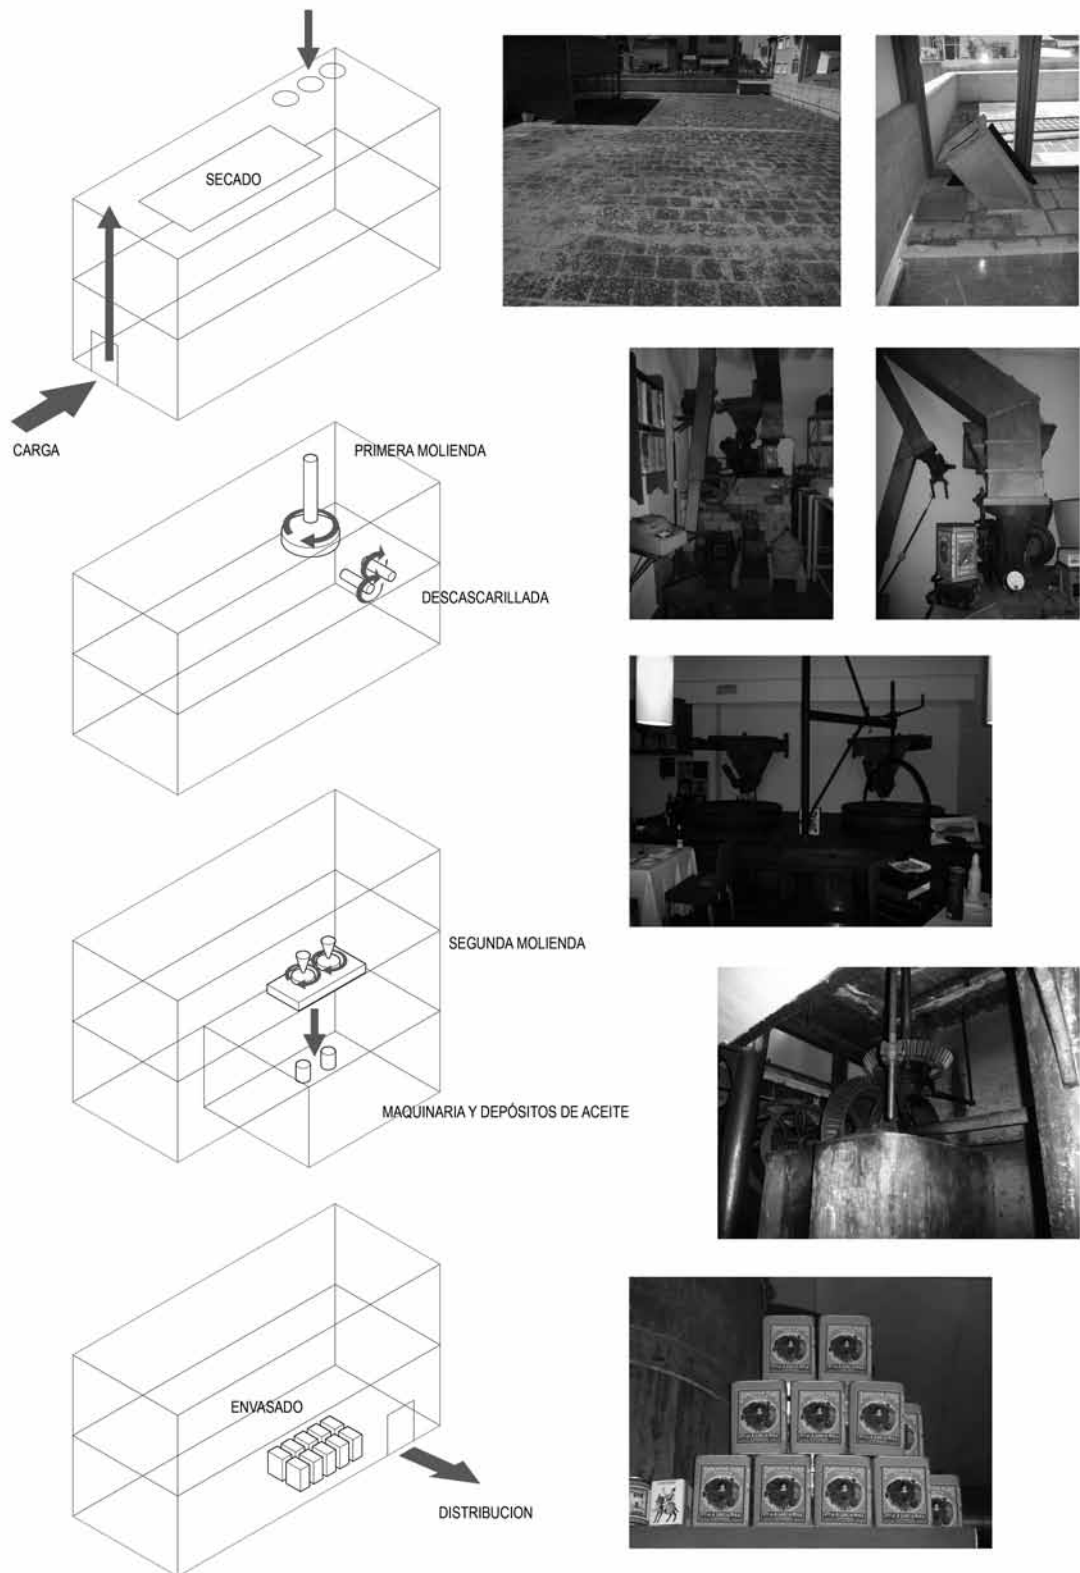 SECADO
CARGA
PRIMERA MOLIENDA
DESCASCARILLADA
SEGUNDA MOLIENDA
MAQUINARIA Y DEPÓSITOS DE ACEITE
ENVASADO
DISTRIBUCION